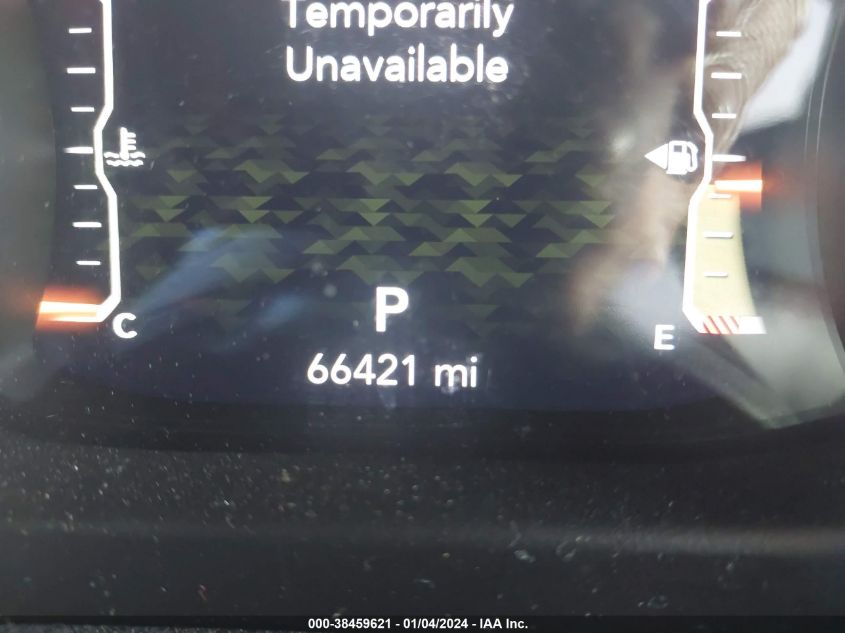 Temporarily
Unavailable
C
P
E
66421 mi
000-38459621 - 01/04/2024 - IAA Inc.